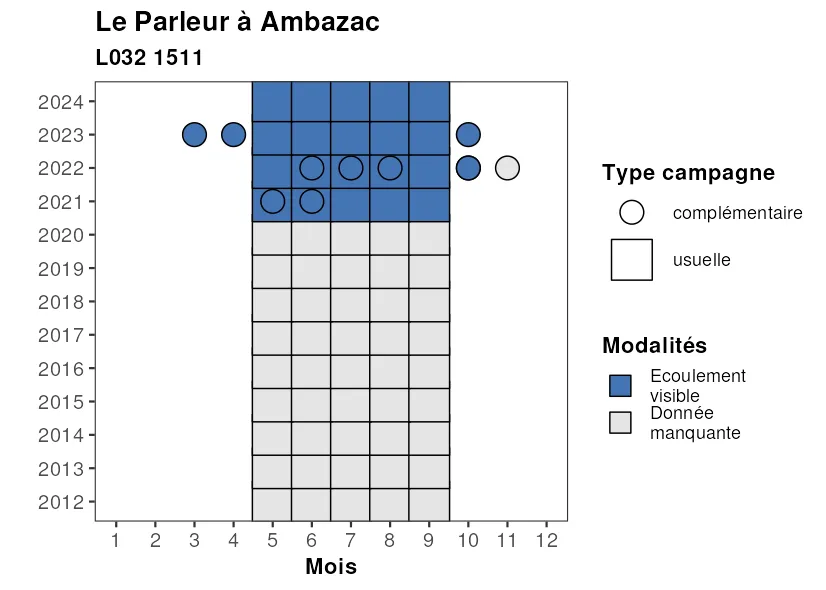 Le Parleur à Ambazac
L032 1511
2024
2023
2022
2021
2020
2019
2018
2017
2016
2015
2014
2013
2012
1 2 3 4 5 6 7 8 9 10 11 12
Mois
Type campagne
complémentaire
usuelle
Modalités
Ecoulement
visible
Donnée
manquante